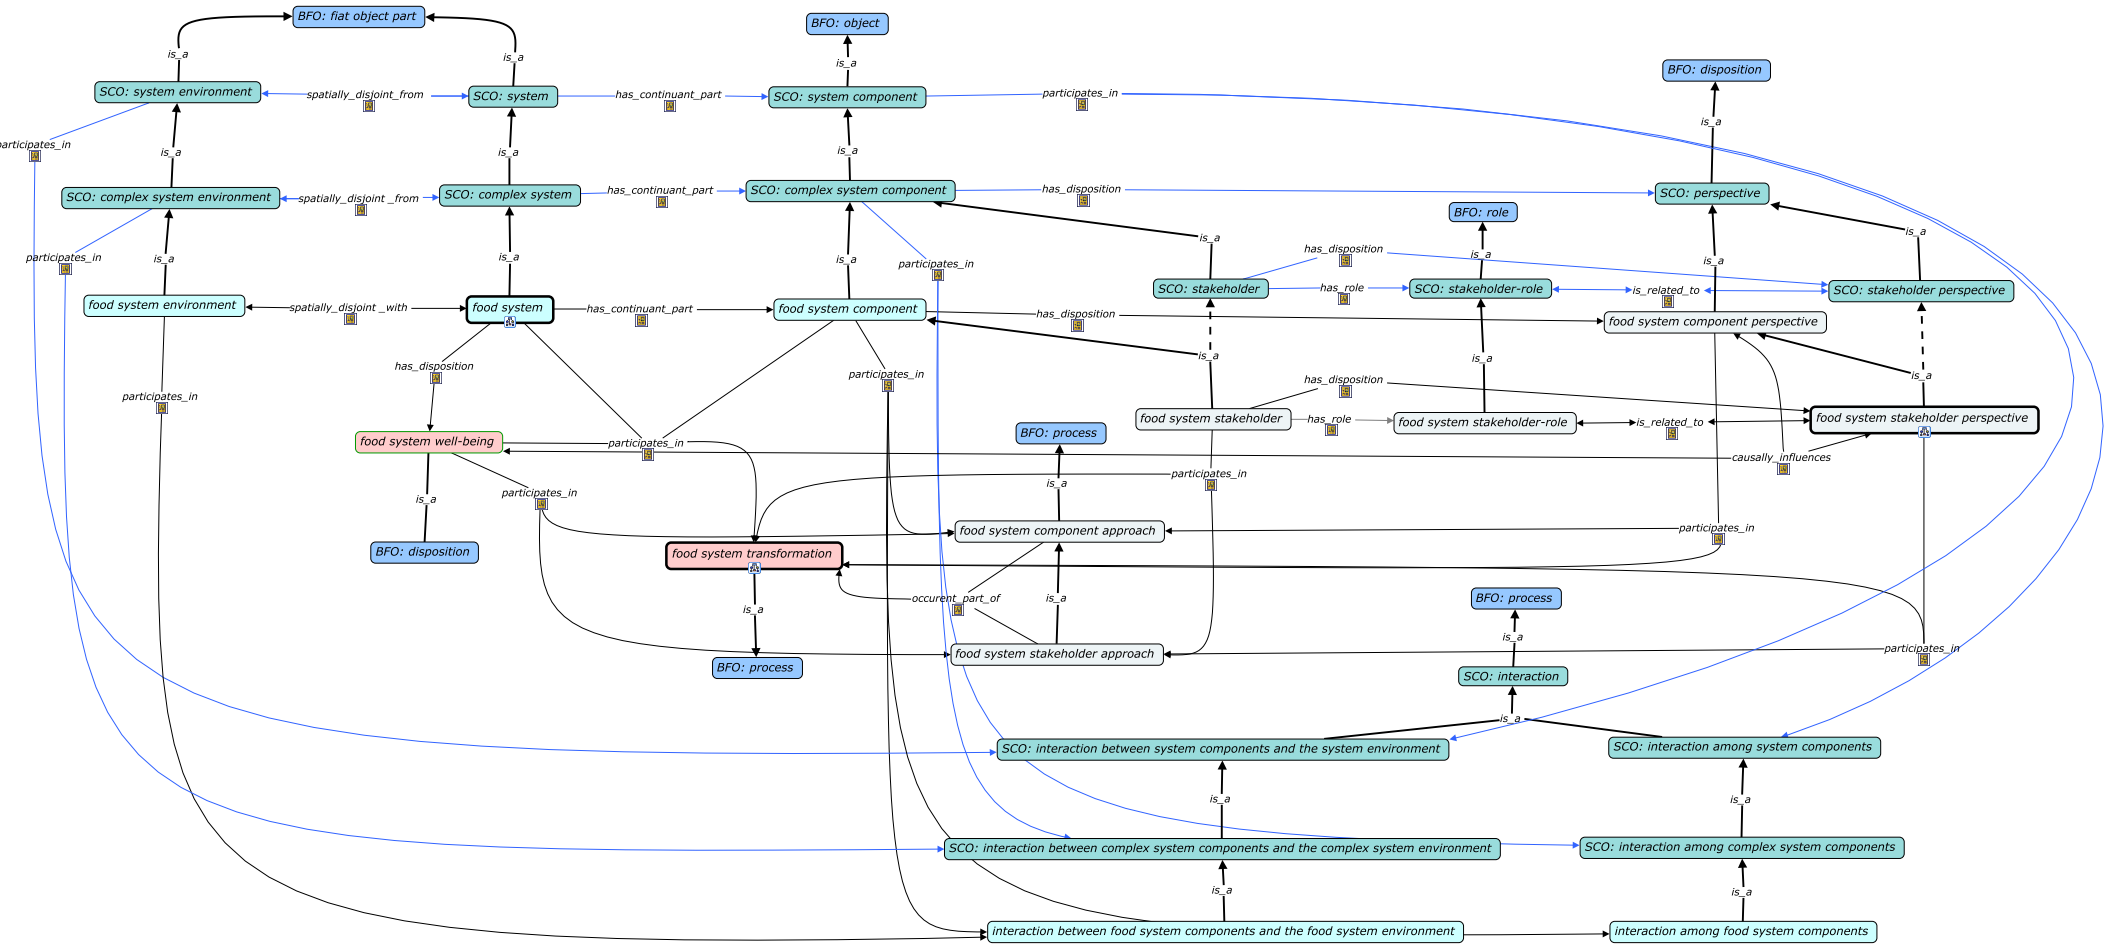 BFO: fiat object part
BFO: object
is_a
is_a
is_a
BFO: disposition
SCO: system environment
spatially_disjoint_from
SCO: system
has_continuant_part
SCO: system component
participates_in
is_a
participates_in
is_a
is_a
is_a
SCO: complex system environment
spatially_disjoint _from
SCO: complex system
has_continuant_part
SCO: complex system component
has_disposition
SCO: perspective
BFO: role
is_a
is_a
participates_in
is_a
is_a
is_a
participates_in
has_disposition
is_a
is_a
SCO: stakeholder
has_role
SCO: stakeholder-role
is_related_to
SCO: stakeholder perspective
food system environment
spatially_disjoint _with
food system
has_continuant_part
food system component
has_disposition
food system component perspective
is_a
is_a
has_disposition
participates_in
has_disposition
is_a
participates_in
food system stakeholder
has_role
food system stakeholder-role
is_related_to
food system stakeholder perspective
BFO: process
food system well-being
participates_in
causally_influences
is_a
participates_in
is_a
participates_in
food system component approach
participates_in
BFO: disposition
food system transformation
is_a
occurent_part_of
is_a
BFO: process
is_a
food system stakeholder approach
participates_in
BFO: process
SCO: interaction
is_a
SCO: interaction between system components and the system environment
SCO: interaction among system components
is_a
is_a
SCO: interaction between complex system components and the complex system environment
SCO: interaction among complex system components
is_a
is_a
interaction between food system components and the food system environment
interaction among food system components